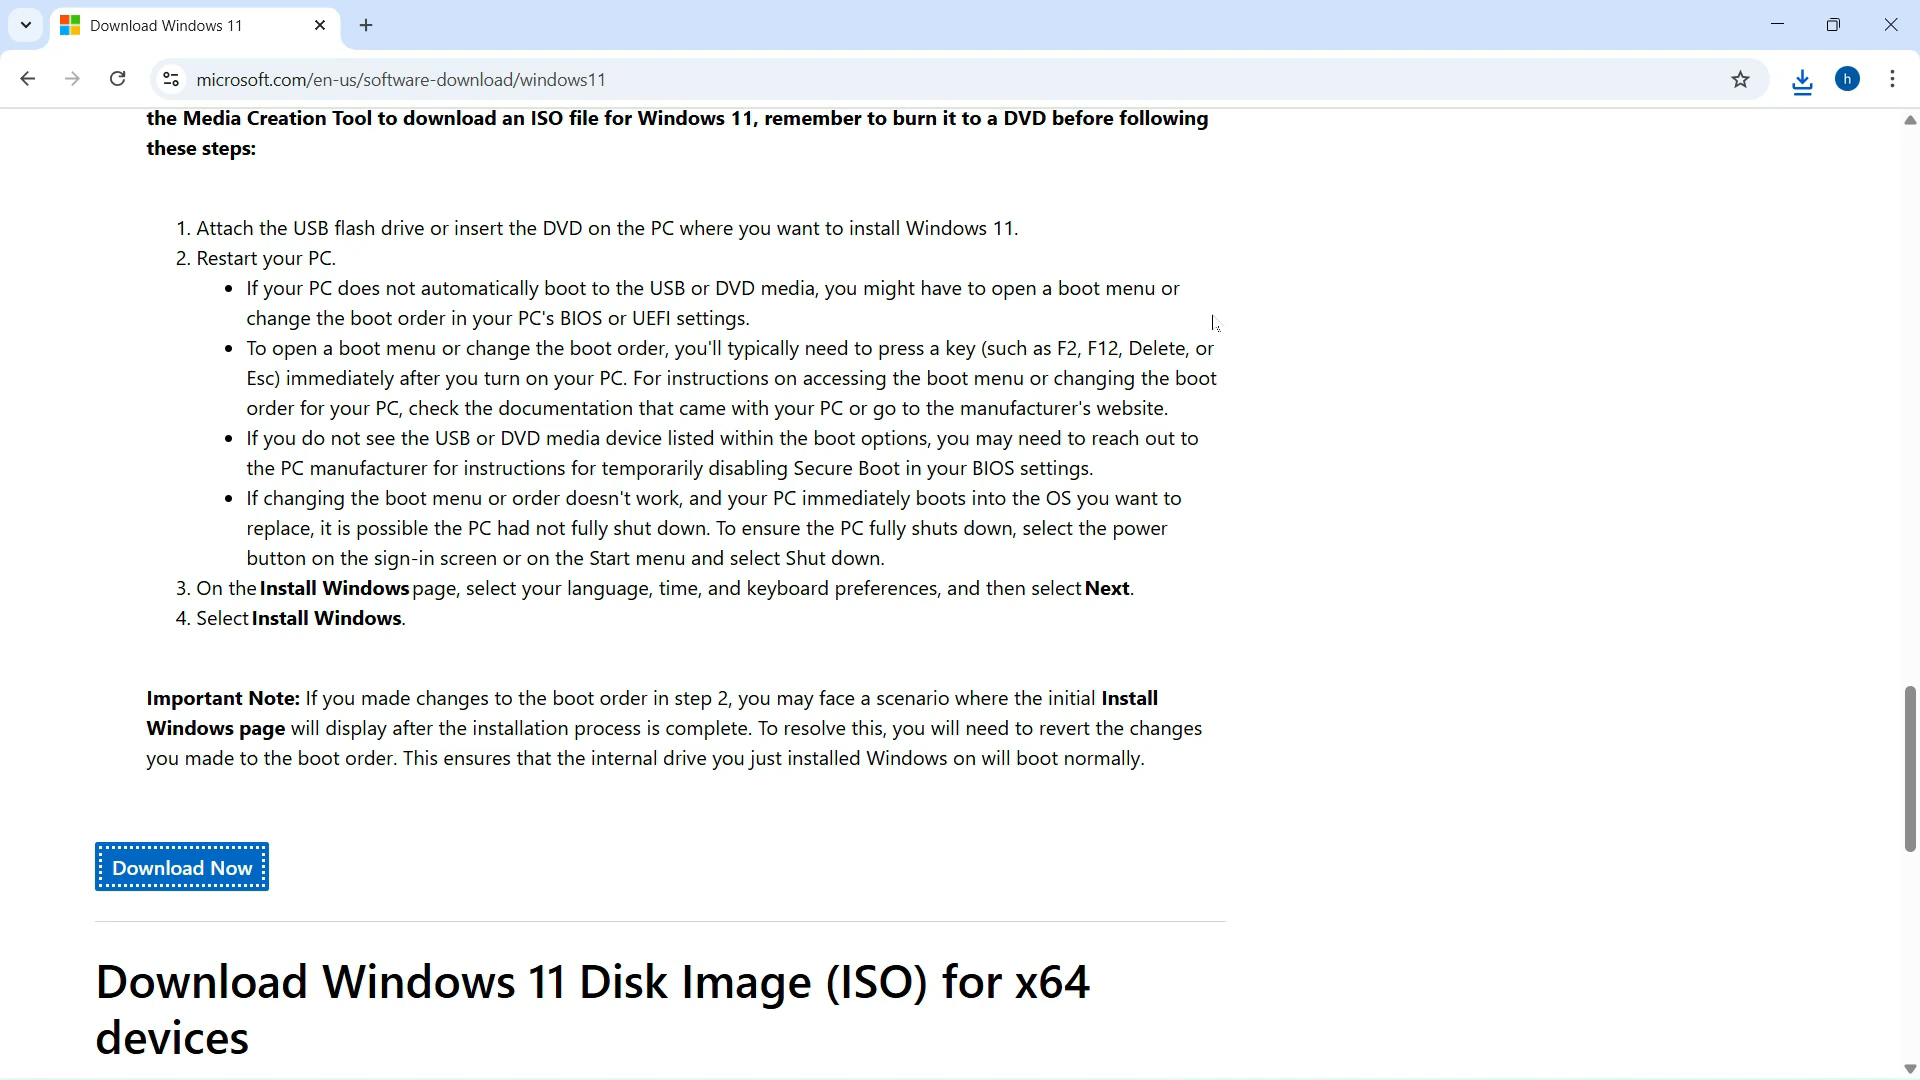 Download Windows 11
microsoft.com/en-us/software-download/windows11
h
the Media Creation Tool to download an ISO file for Windows 11, remember to burn it to a DVD before following
these steps:
1. Attach the USB flash drive or insert the DVD on the PC where you want to install Windows 11.
2. Restart your PC.
• If your PC does not automatically boot to the USB or DVD media, you might have to open a boot menu or
change the boot order in your PC's BIOS or UEFI settings.
• To open a boot menu or change the boot order, you'll typically need to press a key (such as F2, F12, Delete, or
Esc) immediately after you turn on your PC. For instructions on accessing the boot menu or changing the boot
order for your PC, check the documentation that came with your PC or go to the manufacturer's website.
• If you do not see the USB or DVD media device listed within the boot options, you may need to reach out to
the PC manufacturer for instructions for temporarily disabling Secure Boot in your BIOS settings.
• If changing the boot menu or order doesn't work, and your PC immediately boots into the OS you want to
replace, it is possible the PC had not fully shut down. To ensure the PC fully shuts down, select the power
button on the sign-in screen or on the Start menu and select Shut down.
3. On the Install Windows page, select your language, time, and keyboard preferences, and then select Next.
4. Select Install Windows.
Important Note: If you made changes to the boot order in step 2, you may face a scenario where the initial Install
Windows page will display after the installation process is complete. To resolve this, you will need to revert the changes
you made to the boot order. This ensures that the internal drive you just installed Windows on will boot normally.
Download Now
Download Windows 11 Disk Image (ISO) for x64
devices